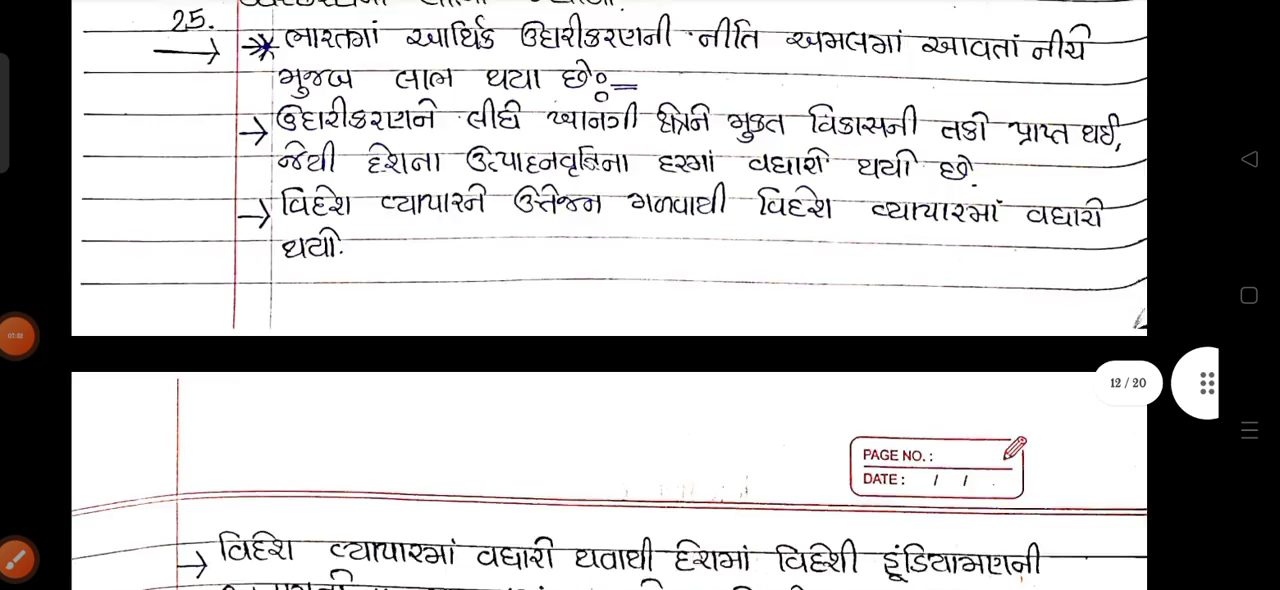 25.
→ * ભારતમાં આર્થિક ઉદારીકરણની નીતિ અમલમાં આવતાં નીચે
મુજબ લાભ થયા છેઃ=
→ ઉદારીકરણને લીધે ખાનગી ક્ષેત્રને મુકત વિકાસની તકો પ્રાપ્ત થઈ,
જેથી દેશના ઉત્પાદનવૃત્તિના દરમાં વધારો થયો છે.
→ વિદેશ વ્યાપારને ઉત્તેજન મળવાથી વિદેશ વ્યાપારમાં વધારો
થયો.
12 / 20
PAGE NO. :
DATE : / /
→ વિદેશ વ્યાપારમાં વધારો થવાથી દેશમાં વિદેશી હૂંડિયામણની